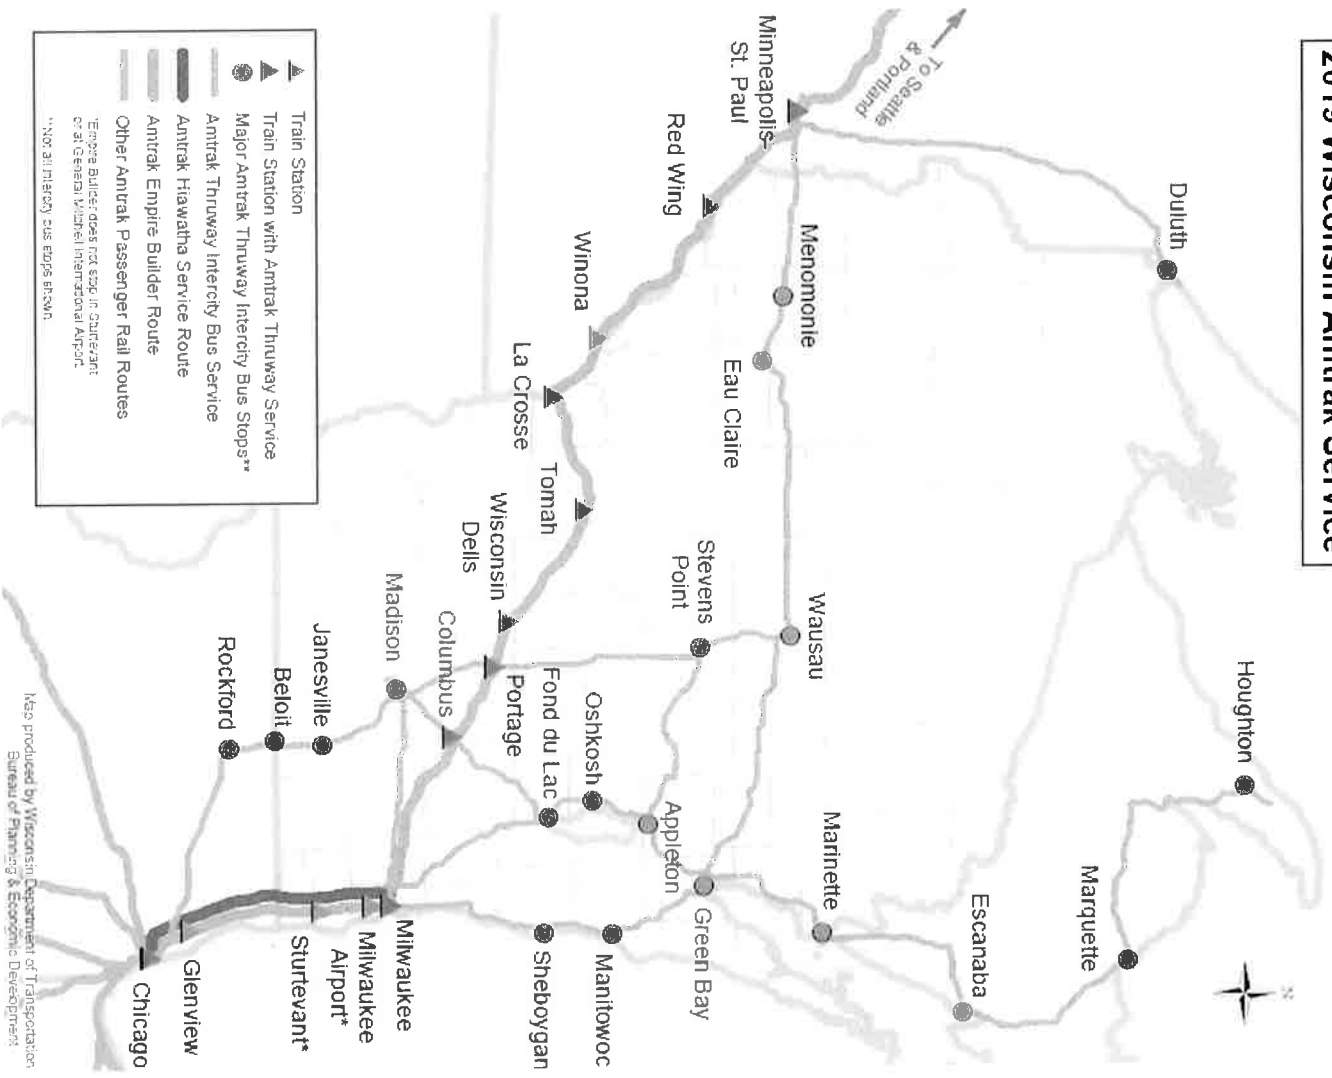 2019 Wisconsin Amtrak Service
To Seattle
& Portland
Duluth
Minneapolis-
St. Paul
Red Wing
Menomonie
Eau Claire
Winona
La Crosse
Tomah
Wisconsin
Dells
Stevens
Point
Wausau
Houghton
Marquette
Escanaba
Marinette
Green Bay
Appleton
Oshkosh
Fond du Lac
Portage
Columbus
Madison
Manitowoc
Sheboygan
Janesville
Beloit
Rockford
Milwaukee
Milwaukee
Airport*
Sturtevant*
Glenview
Chicago
N
Train Station
Train Station with Amtrak Thruway Service
Major Amtrak Thruway Intercity Bus Stops**
Amtrak Thruway Intercity Bus Service
Amtrak Hiawatha Service Route
Amtrak Empire Builder Route
Other Amtrak Passenger Rail Routes
*Empire Builder does not stop in Sturtevant
or at General Mitchell International Airport
**Not all intercity bus stops shown
Map produced by Wisconsin Department of Transportation
Bureau of Planning & Economic Development